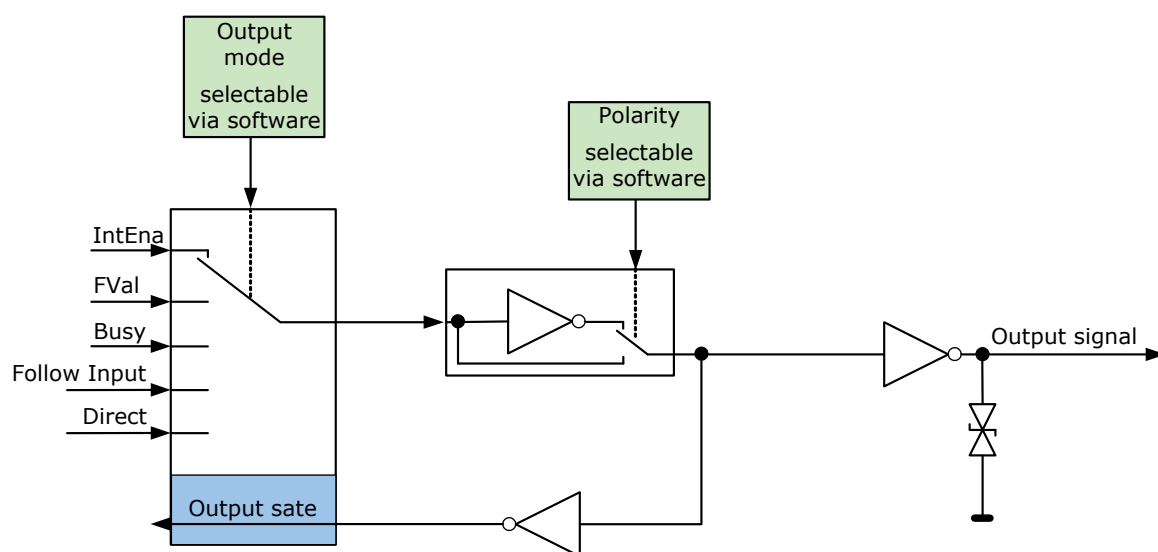 Output
mode
selectable
via software
Polarity
selectable
via software
IntEna
FVal
Busy
Follow Input
Direct
Output signal
Output sate